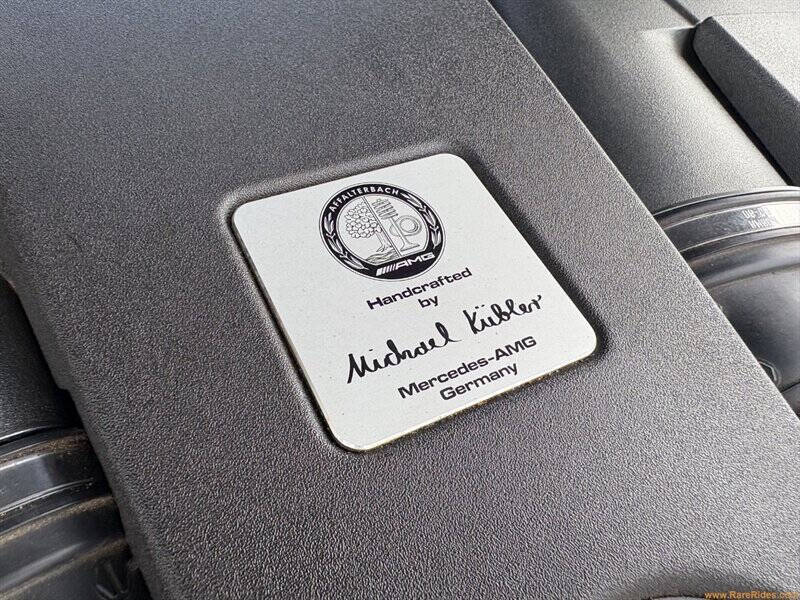 AFFALTERBACH
AMG
Handcrafted
by
Michael Kübler
Mercedes-AMG
Germany
www.RareRides.com